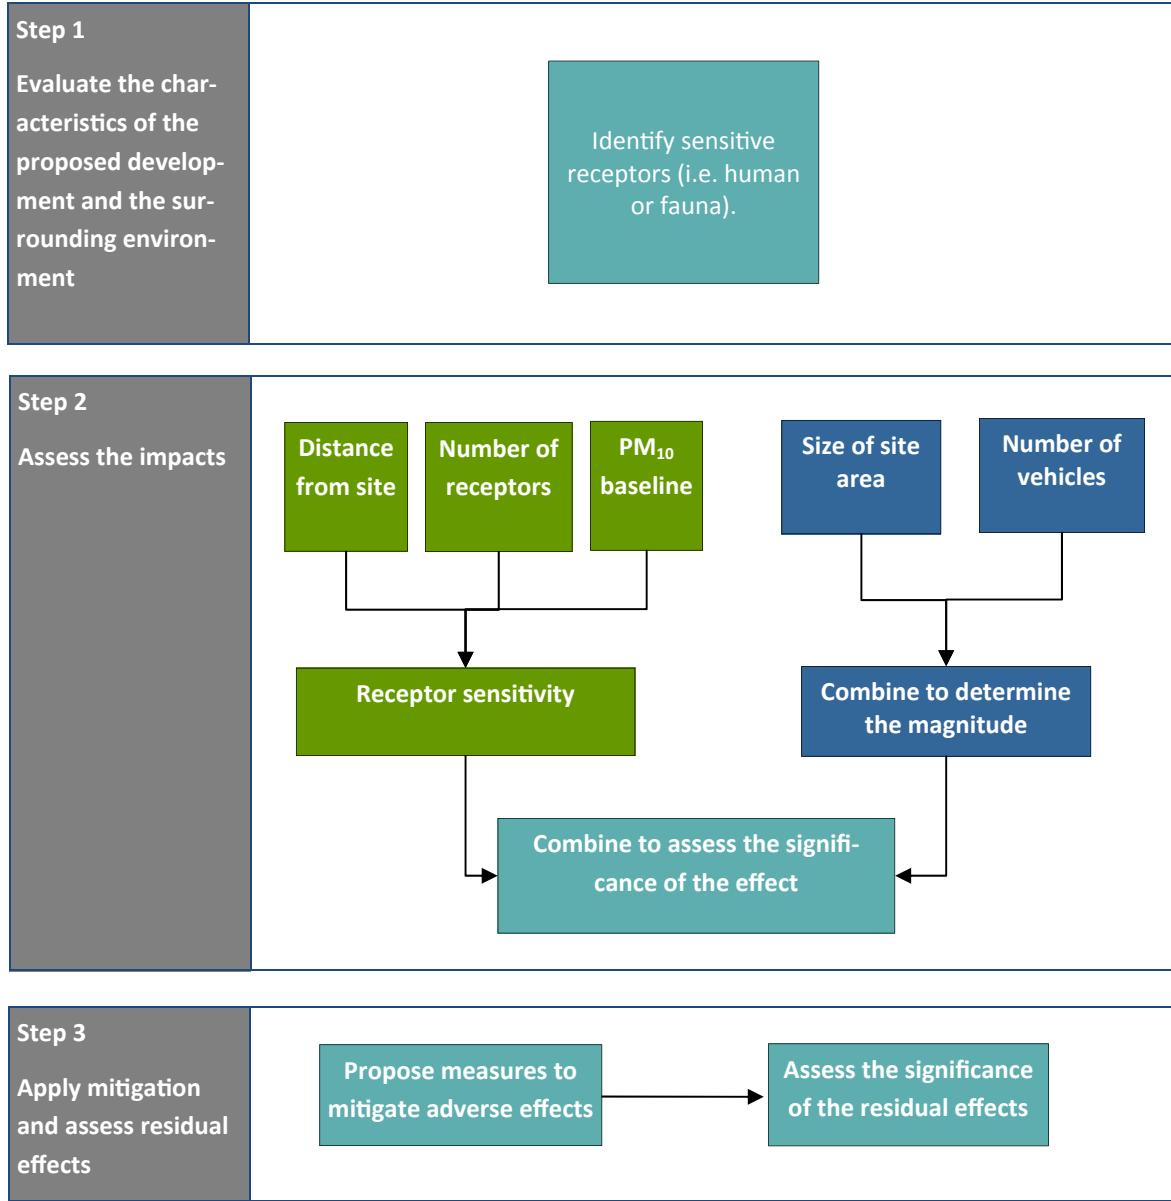 Step 1
Evaluate the char-
acteristics of the
proposed develop-
ment and the sur-
rounding environ-
ment
Identify sensitive
receptors (i.e. human
or fauna).
Step 2
Assess the impacts
Distance
from site
Number of
receptors
PM₁₀
baseline
Size of site
area
Number of
vehicles
Receptor sensitivity
Combine to determine
the magnitude
Combine to assess the signifi-
cance of the effect
Step 3
Apply mitigation
and assess residual
effects
Propose measures to
mitigate adverse effects
Assess the significance
of the residual effects